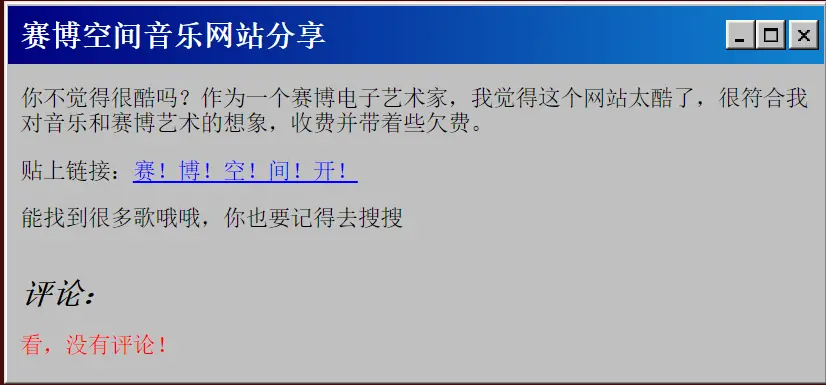 赛博空间音乐网站分享
你不觉得很酷吗？作为一个赛博电子艺术家，我觉得这个网站太酷了，很符合我
对音乐和赛博艺术的想象，收费并带着些欠费。
贴上链接：赛！博！空！间！开！
能找到很多歌哦哦，你也要记得去搜搜
评论：
看，没有评论！